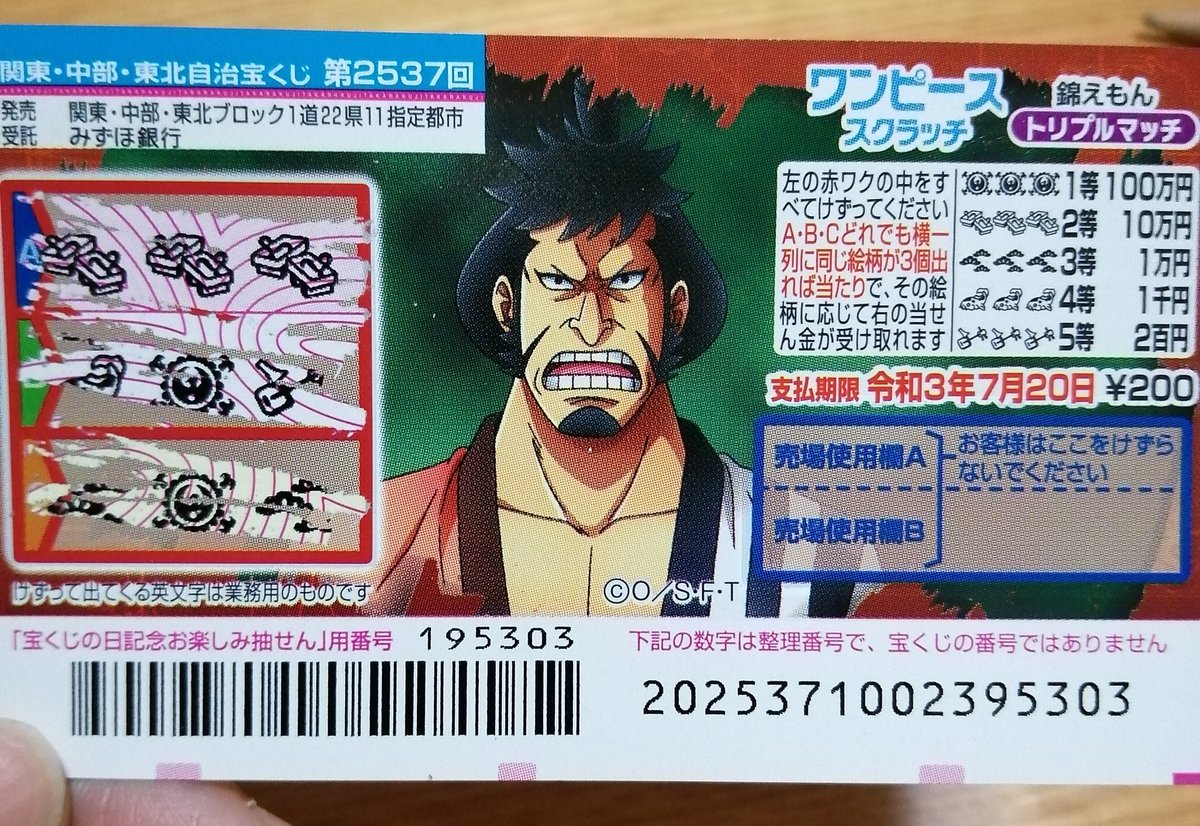 関東・中部・東北自治宝くじ 第2537回
発売 関東・中部・東北ブロック1道22県11指定都市
受託 みずほ銀行
A
けずって出てくる英文字は業務用のものです
©O/S・F・T
ワンピース
スクラッチ
錦えもん
トリプルマッチ
左の赤ワクの中をす
べてけずってください
A・B・Cどれでも横一
列に同じ絵柄が3個出
れば当たりで、その絵
柄に応じて右の当せ
ん金が受け取れます
1等 100万円
2等 10万円
3等 1万円
4等 1千円
5等 2百円
支払期限 令和3年7月20日 ¥200
売場使用欄A
売場使用欄B
お客様はここをけずら
ないでください
「宝くじの日記念お楽しみ抽せん」用番号 195303
下記の数字は整理番号で、宝くじの番号ではありません
20253710023​95303